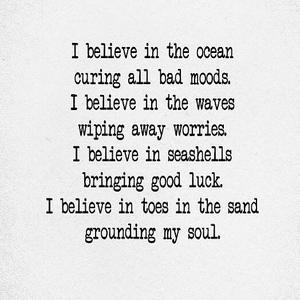 I believe in the ocean
curing all bad moods.
I believe in the waves
wiping away worries.
I believe in seashells
bringing good luck.
I believe in toes in the sand
grounding my soul.